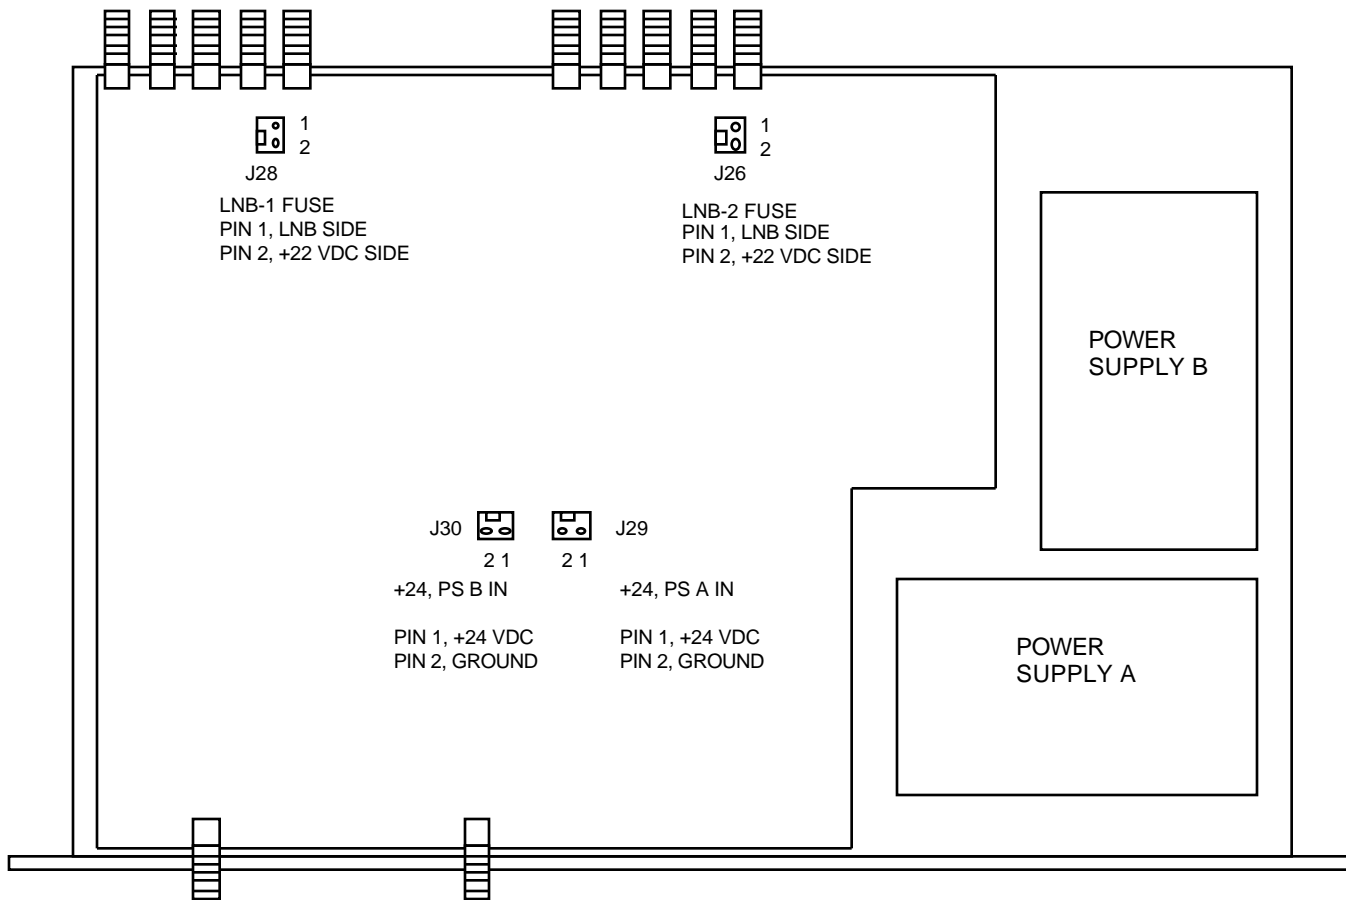 1
2
J28
LNB-1 FUSE
PIN 1, LNB SIDE
PIN 2, +22 VDC SIDE
1
2
J26
LNB-2 FUSE
PIN 1, LNB SIDE
PIN 2, +22 VDC SIDE
POWER
SUPPLY B
J30
2 1
+24, PS B IN
PIN 1, +24 VDC
PIN 2, GROUND
J29
2 1
+24, PS A IN
PIN 1, +24 VDC
PIN 2, GROUND
POWER
SUPPLY A